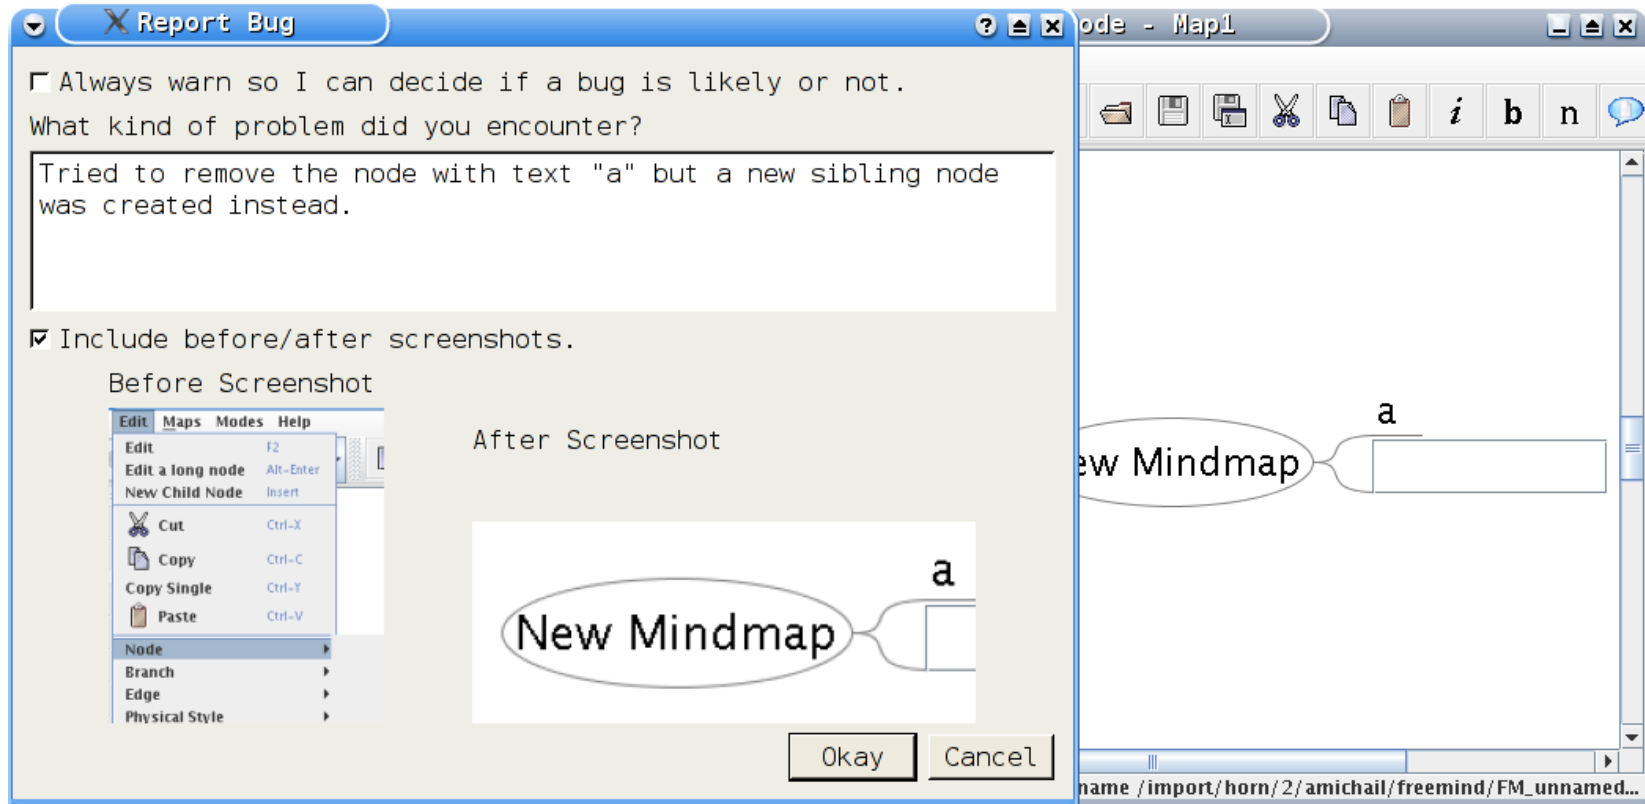 Report Bug
ode - Map1
Always warn so I can decide if a bug is likely or not.
What kind of problem did you encounter?
Tried to remove the node with text "a" but a new sibling node
was created instead.
Include before/after screenshots.
Before Screenshot
Edit Maps Modes Help
Edit F2
Edit a long node Alt-Enter
New Child Node Insert
Cut Ctrl-X
Copy Ctrl-C
Copy Single Ctrl-Y
Paste Ctrl-V
Node
Branch
Edge
Physical Style
After Screenshot
a
New Mindmap
Okay Cancel
i b n
a
ew Mindmap
name /import/horn/2/amichail/freemind/FM_unnamed...